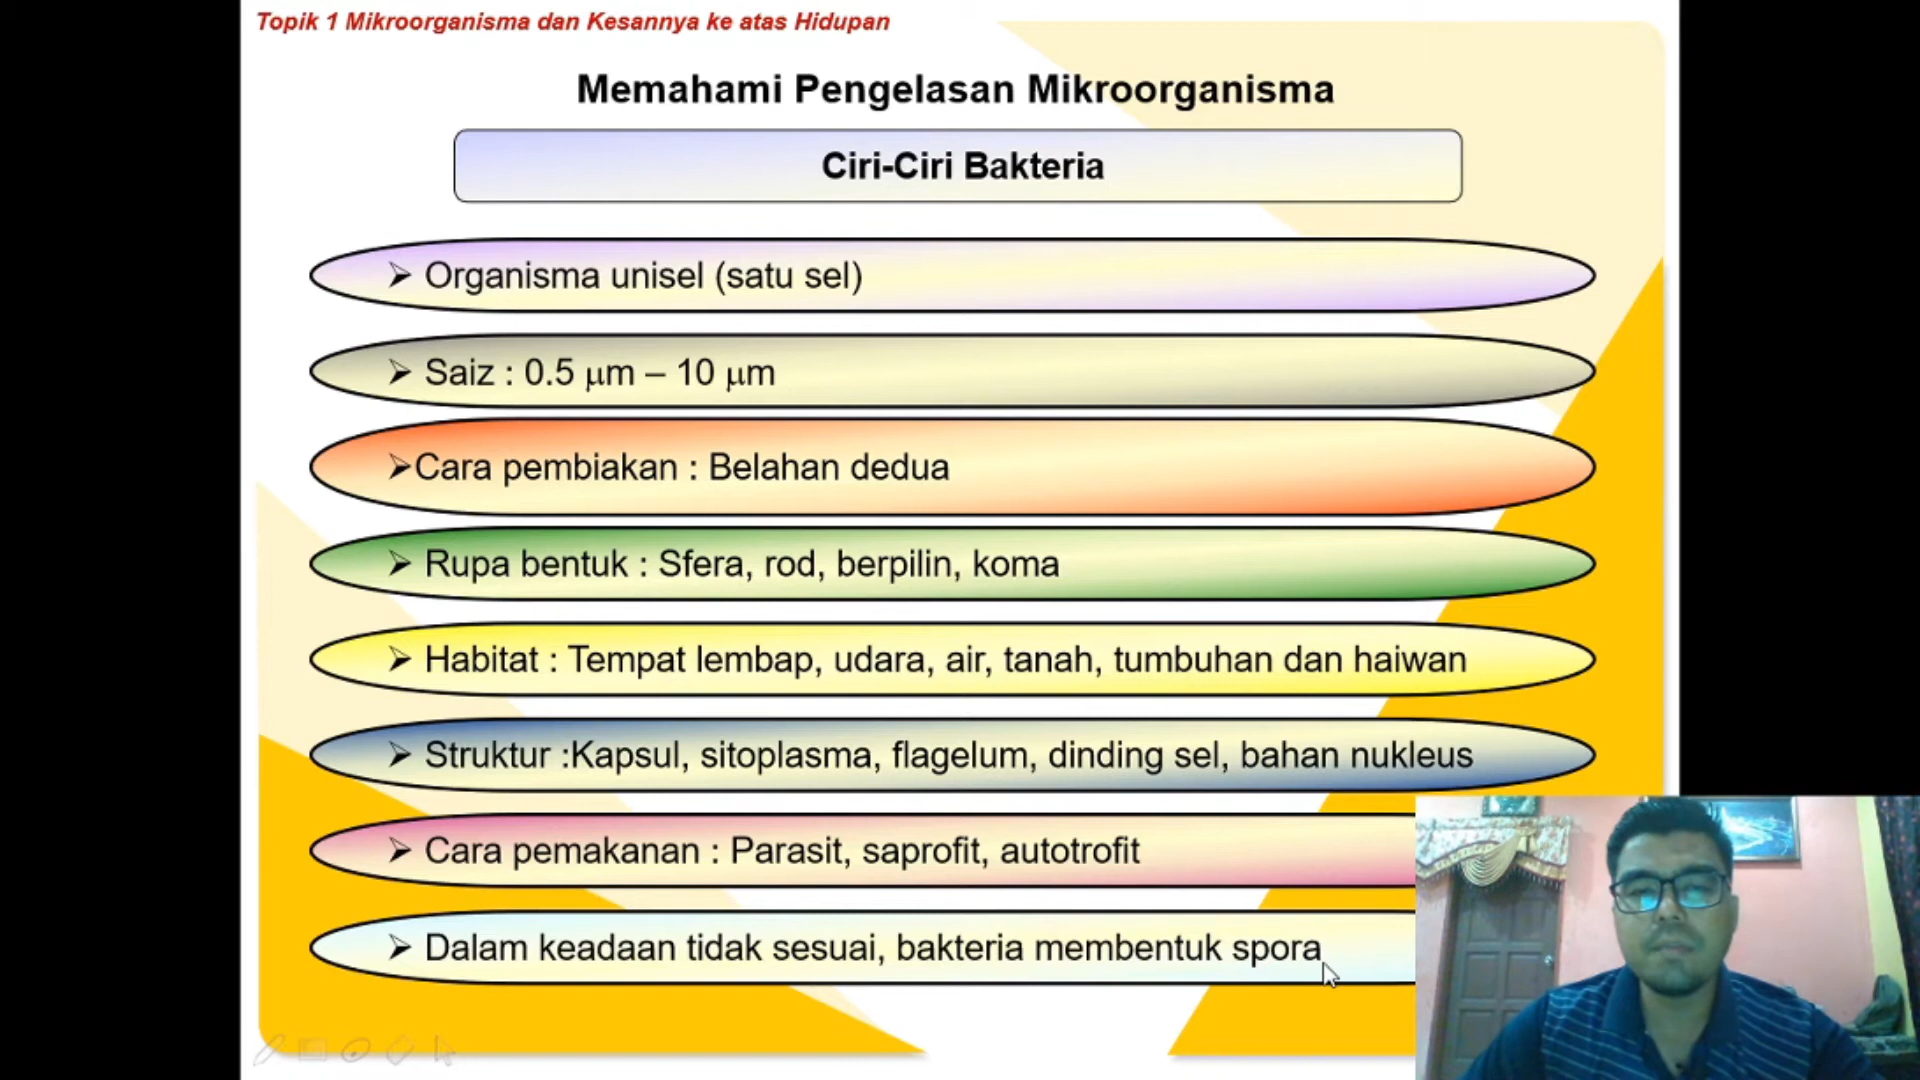 Topik 1 Mikroorganisma dan Kesannya ke atas Hidupan
Memahami Pengelasan Mikroorganisma
Ciri-Ciri Bakteria
➢ Organisma unisel (satu sel)
➢ Saiz : 0.5 μm – 10 μm
➢Cara pembiakan : Belahan dedua
➢ Rupa bentuk : Sfera, rod, berpilin, koma
➢ Habitat : Tempat lembap, udara, air, tanah, tumbuhan dan haiwan
➢ Struktur :Kapsul, sitoplasma, flagelum, dinding sel, bahan nukleus
➢ Cara pemakanan : Parasit, saprofit, autotrofit
➢ Dalam keadaan tidak sesuai, bakteria membentuk spora